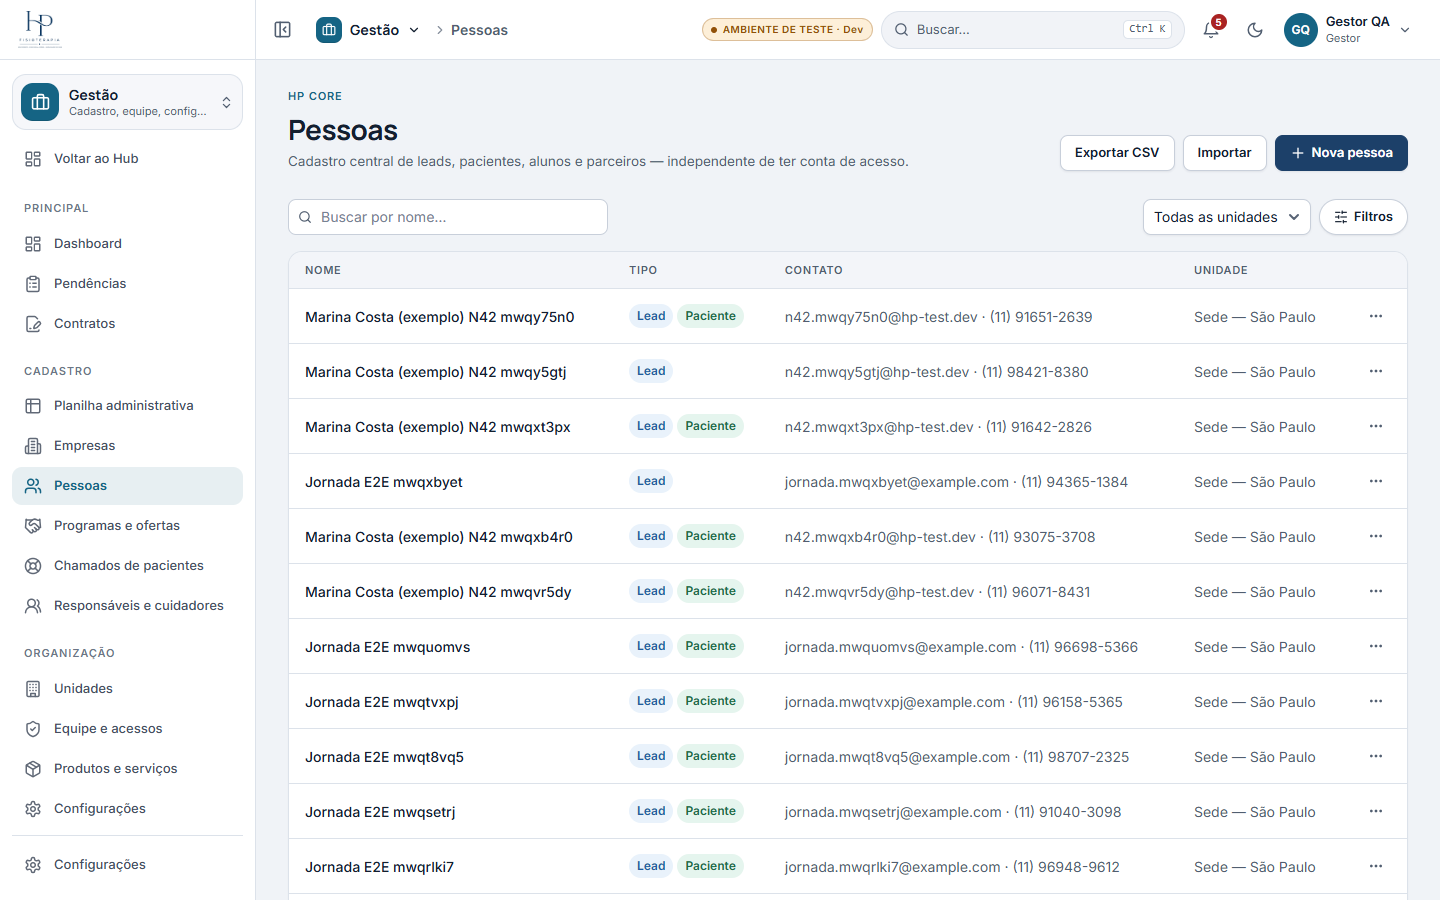 HP
FISIOTERAPIA
Gestão
Cadastro, equipe, config...
Voltar ao Hub
PRINCIPAL
Dashboard
Pendências
Contratos
CADASTRO
Planilha administrativa
Empresas
Pessoas
Programas e ofertas
Chamados de pacientes
Responsáveis e cuidadores
ORGANIZAÇÃO
Unidades
Equipe e acessos
Produtos e serviços
Configurações
Configurações
Gestão
Pessoas
AMBIENTE DE TESTE · Dev
Buscar...
Ctrl K
5
GQ
Gestor QA
Gestor
HP CORE
Pessoas
Cadastro central de leads, pacientes, alunos e parceiros — independente de ter conta de acesso.
Exportar CSV
Importar
Nova pessoa
Buscar por nome...
Todas as unidades
Filtros
NOME TIPO CONTATO UNIDADE
Marina Costa (exemplo) N42 mwqy75n0 Lead Paciente n42.mwqy75n0@hp-test.dev · (11) 91651-2639 Sede — São Paulo
Marina Costa (exemplo) N42 mwqy5gtj Lead n42.mwqy5gtj@hp-test.dev · (11) 98421-8380 Sede — São Paulo
Marina Costa (exemplo) N42 mwqxt3px Lead Paciente n42.mwqxt3px@hp-test.dev · (11) 91642-2826 Sede — São Paulo
Jornada E2E mwqxbyet Lead jornada.mwqxbyet@example.com · (11) 94365-1384 Sede — São Paulo
Marina Costa (exemplo) N42 mwqxb4r0 Lead Paciente n42.mwqxb4r0@hp-test.dev · (11) 93075-3708 Sede — São Paulo
Marina Costa (exemplo) N42 mwqvr5dy Lead Paciente n42.mwqvr5dy@hp-test.dev · (11) 96071-8431 Sede — São Paulo
Jornada E2E mwquomvs Lead Paciente jornada.mwquomvs@example.com · (11) 96698-5366 Sede — São Paulo
Jornada E2E mwqtvxpj Lead Paciente jornada.mwqtvxpj@example.com · (11) 96158-5365 Sede — São Paulo
Jornada E2E mwqt8vq5 Lead Paciente jornada.mwqt8vq5@example.com · (11) 98707-2325 Sede — São Paulo
Jornada E2E mwqsetrj Lead Paciente jornada.mwqsetrj@example.com · (11) 91040-3098 Sede — São Paulo
Jornada E2E mwqrlki7 Lead Paciente jornada.mwqrlki7@example.com · (11) 96948-9612 Sede — São Paulo